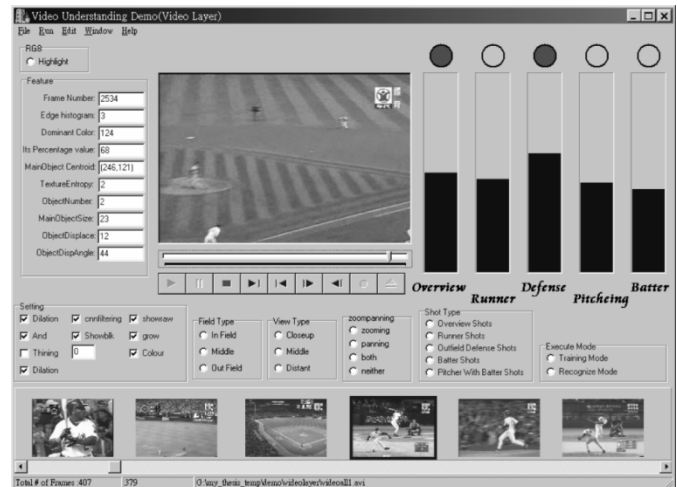 Video Understanding Demo(Video Layer)
File Run Edit Window Help
RGB
Highlight
Feature
Frame Number: 2534
Edge histogram: 3
Dominant Color: 124
Its Percentage value: 68
MainObject Centroid: (246,121)
TextureEntropy: 2
ObjectNumber: 2
MainObjectSize: 23
ObjectDisplace: 12
ObjectDispAngle: 44
Overview
Runner
Defense
Pitcheing
Batter
Setting
Dilation cnnfiltering showsaw
And Showblk grow
Thining 0 Colour
Dilation
Field Type
In Field
Middle
Out Field
View Type
Closeup
Middle
Distant
zoompanning
zooming
panning
both
neither
Shot Type
Overview Shots
Runner Shots
Outfield Defense Shots
Batter Shots
Pitcher With Batter Shots
Execute Mode
Training Mode
Recognize Mode
Total # of Frames :407 379 G:\my_thesis_temp\demo\videolayer\videoall1.avi